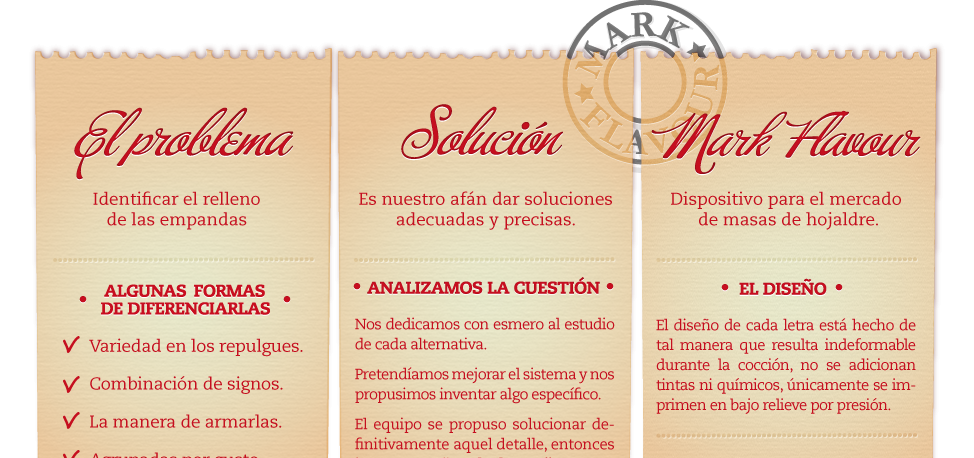 MARK
FLAVOUR
El problema
Identificar el relleno
de las empandas
• ALGUNAS FORMAS
DE DIFERENCIARLAS •
✓ Variedad en los repulgues.
✓ Combinación de signos.
✓ La manera de armarlas.
Solución
Es nuestro afán dar soluciones
adecuadas y precisas.
• ANALIZAMOS LA CUESTIÓN •
Nos dedicamos con esmero al estudio
de cada alternativa.
Pretendíamos mejorar el sistema y nos
propusimos inventar algo específico.
El equipo se propuso solucionar de-
finitivamente aquel detalle, entonces
Mark Flavour
Dispositivo para el mercado
de masas de hojaldre.
• EL DISEÑO •
El diseño de cada letra está hecho de
tal manera que resulta indeformable
durante la cocción, no se adicionan
tintas ni químicos, únicamente se im-
primen en bajo relieve por presión.